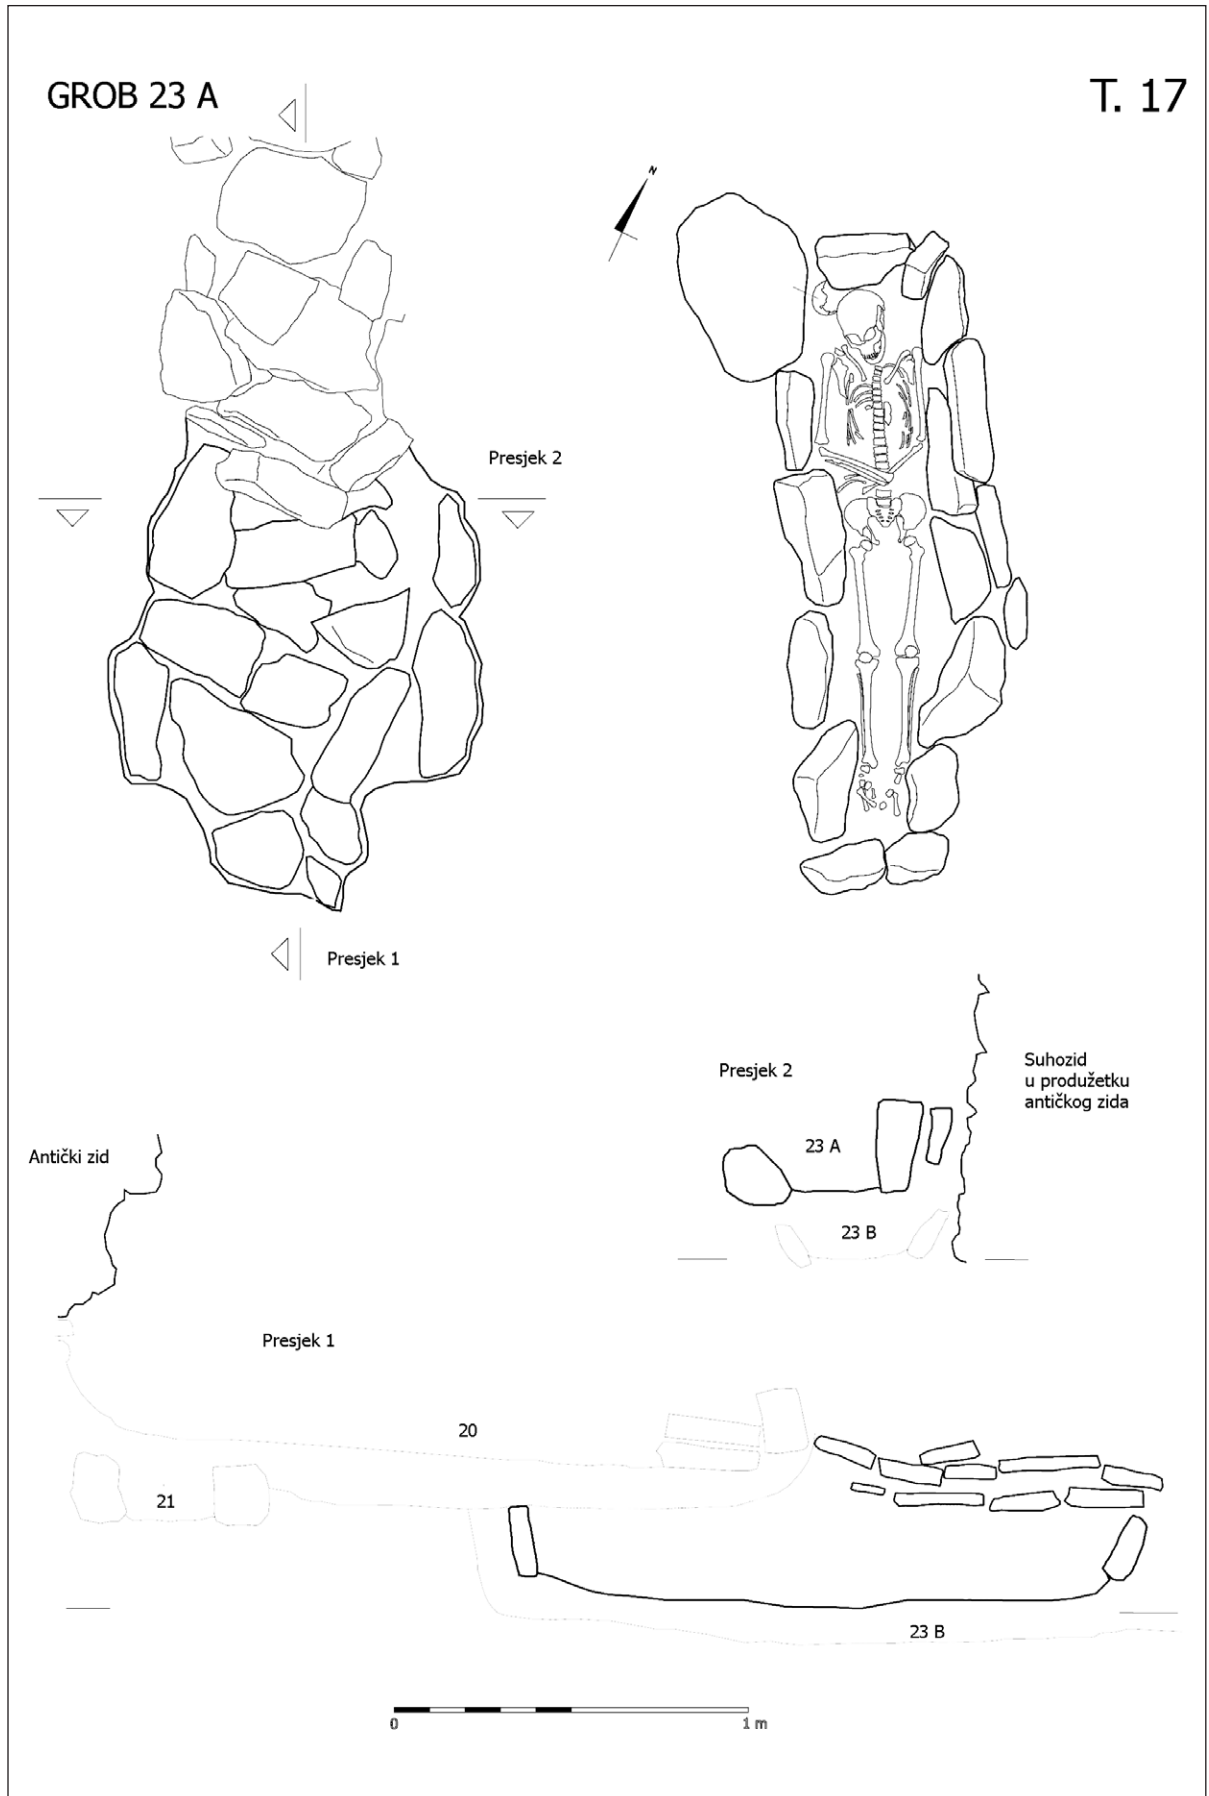 GROB 23 A
T. 17
N
Presjek 2
Presjek 1
Presjek 2
Suhozid
u produžetku
antičkog zida
23 A
23 B
Antički zid
Presjek 1
20
21
23 B
0
1 m